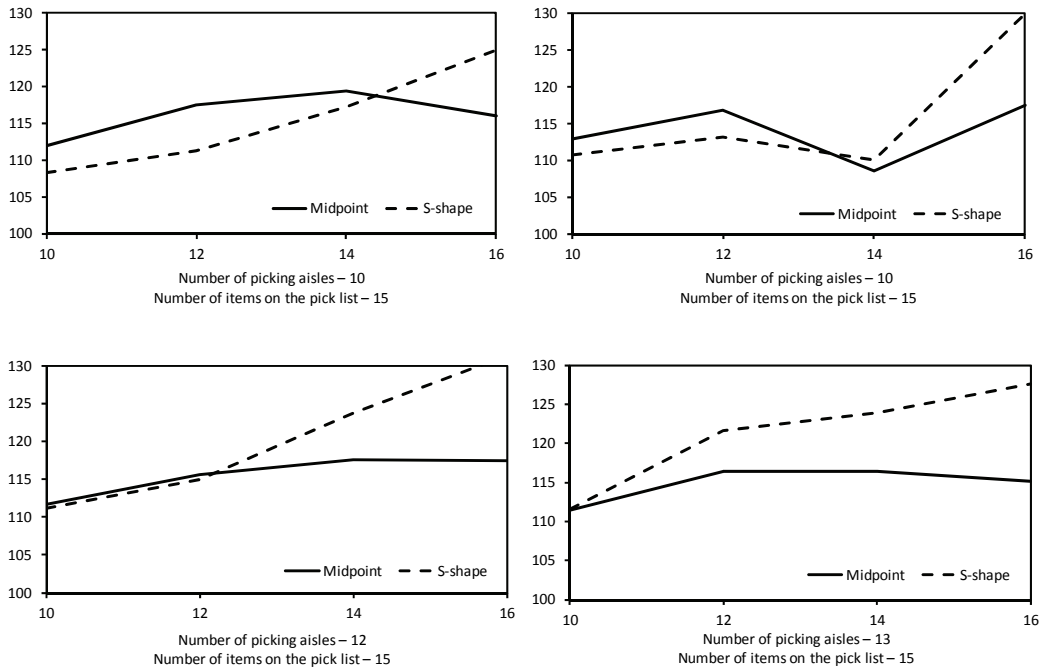 130
125
120
115
110
105
100
10 12 14 16
Midpoint S-shape
Number of picking aisles – 10
Number of items on the pick list – 15
130
125
120
115
110
105
100
10 12 14 16
Midpoint S-shape
Number of picking aisles – 10
Number of items on the pick list – 15
130
125
120
115
110
105
100
10 12 14 16
Midpoint S-shape
Number of picking aisles – 12
Number of items on the pick list – 15
130
125
120
115
110
105
100
10 12 14 16
Midpoint S-shape
Number of picking aisles – 13
Number of items on the pick list – 15